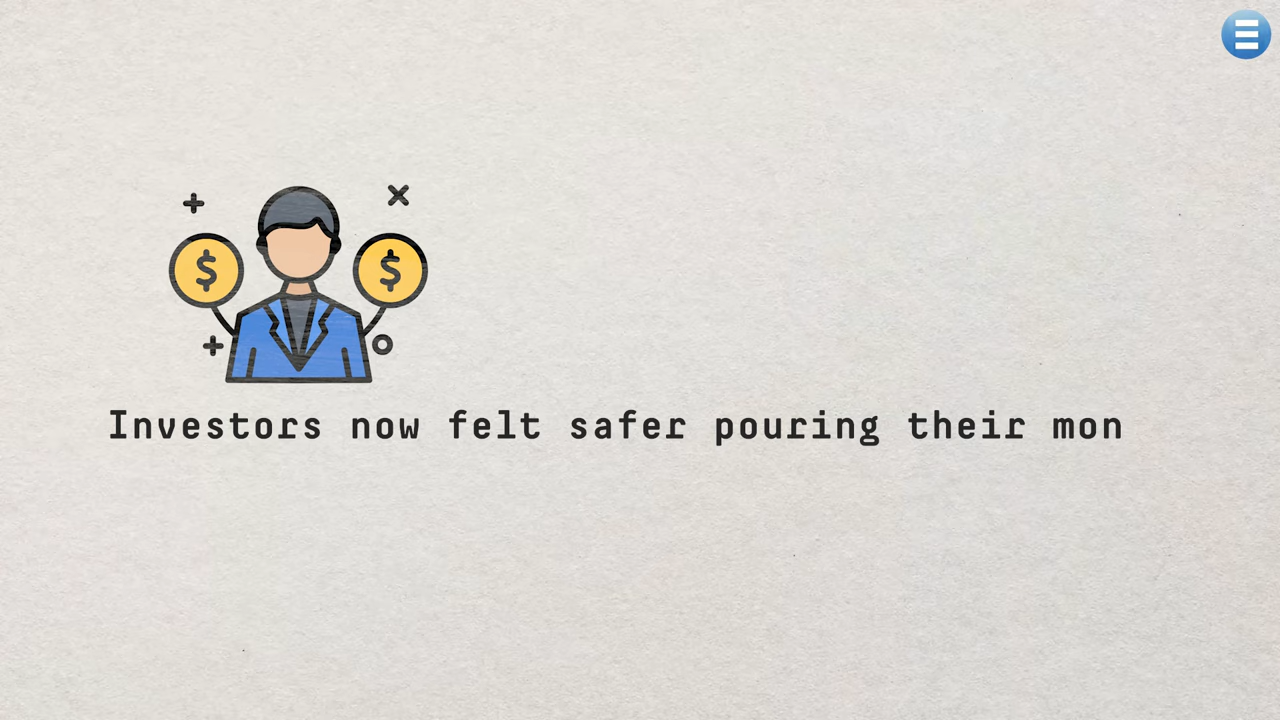 Investors now felt safer pouring their mon
$ $